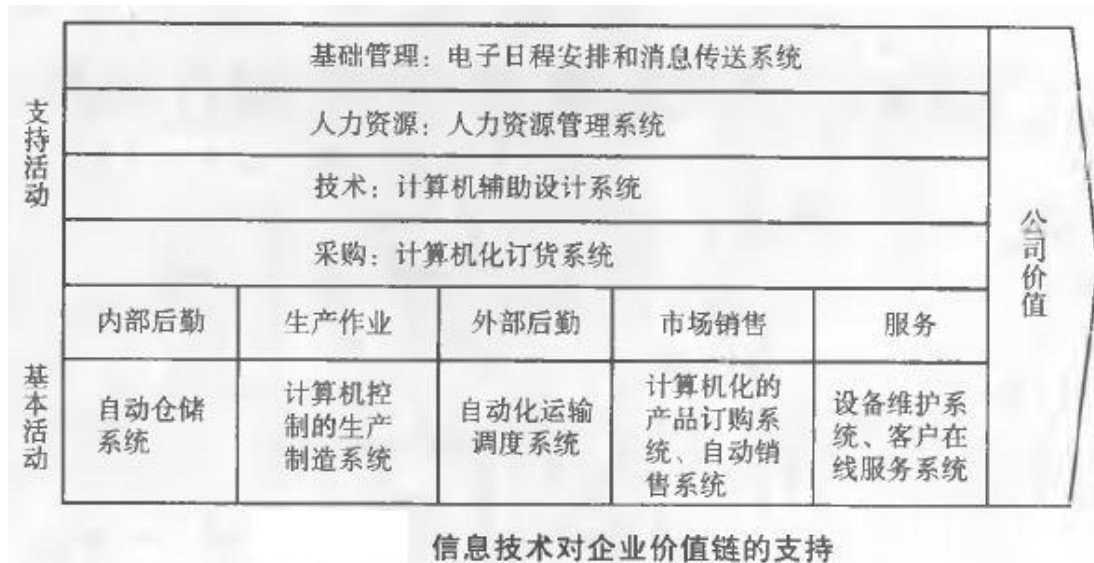 基础管理：电子日程安排和消息传送系统
人力资源：人力资源管理系统
技术：计算机辅助设计系统
采购：计算机化订货系统
支持活动
内部后勤
生产作业
外部后勤
市场销售
服务
基本活动
自动仓储
系统
计算机控
制的生产
制造系统
自动化运输
调度系统
计算机化的
产品订购系
统、自动销
售系统
设备维护系
统、客户在
线服务系统
公司价值
信息技术对企业价值链的支持